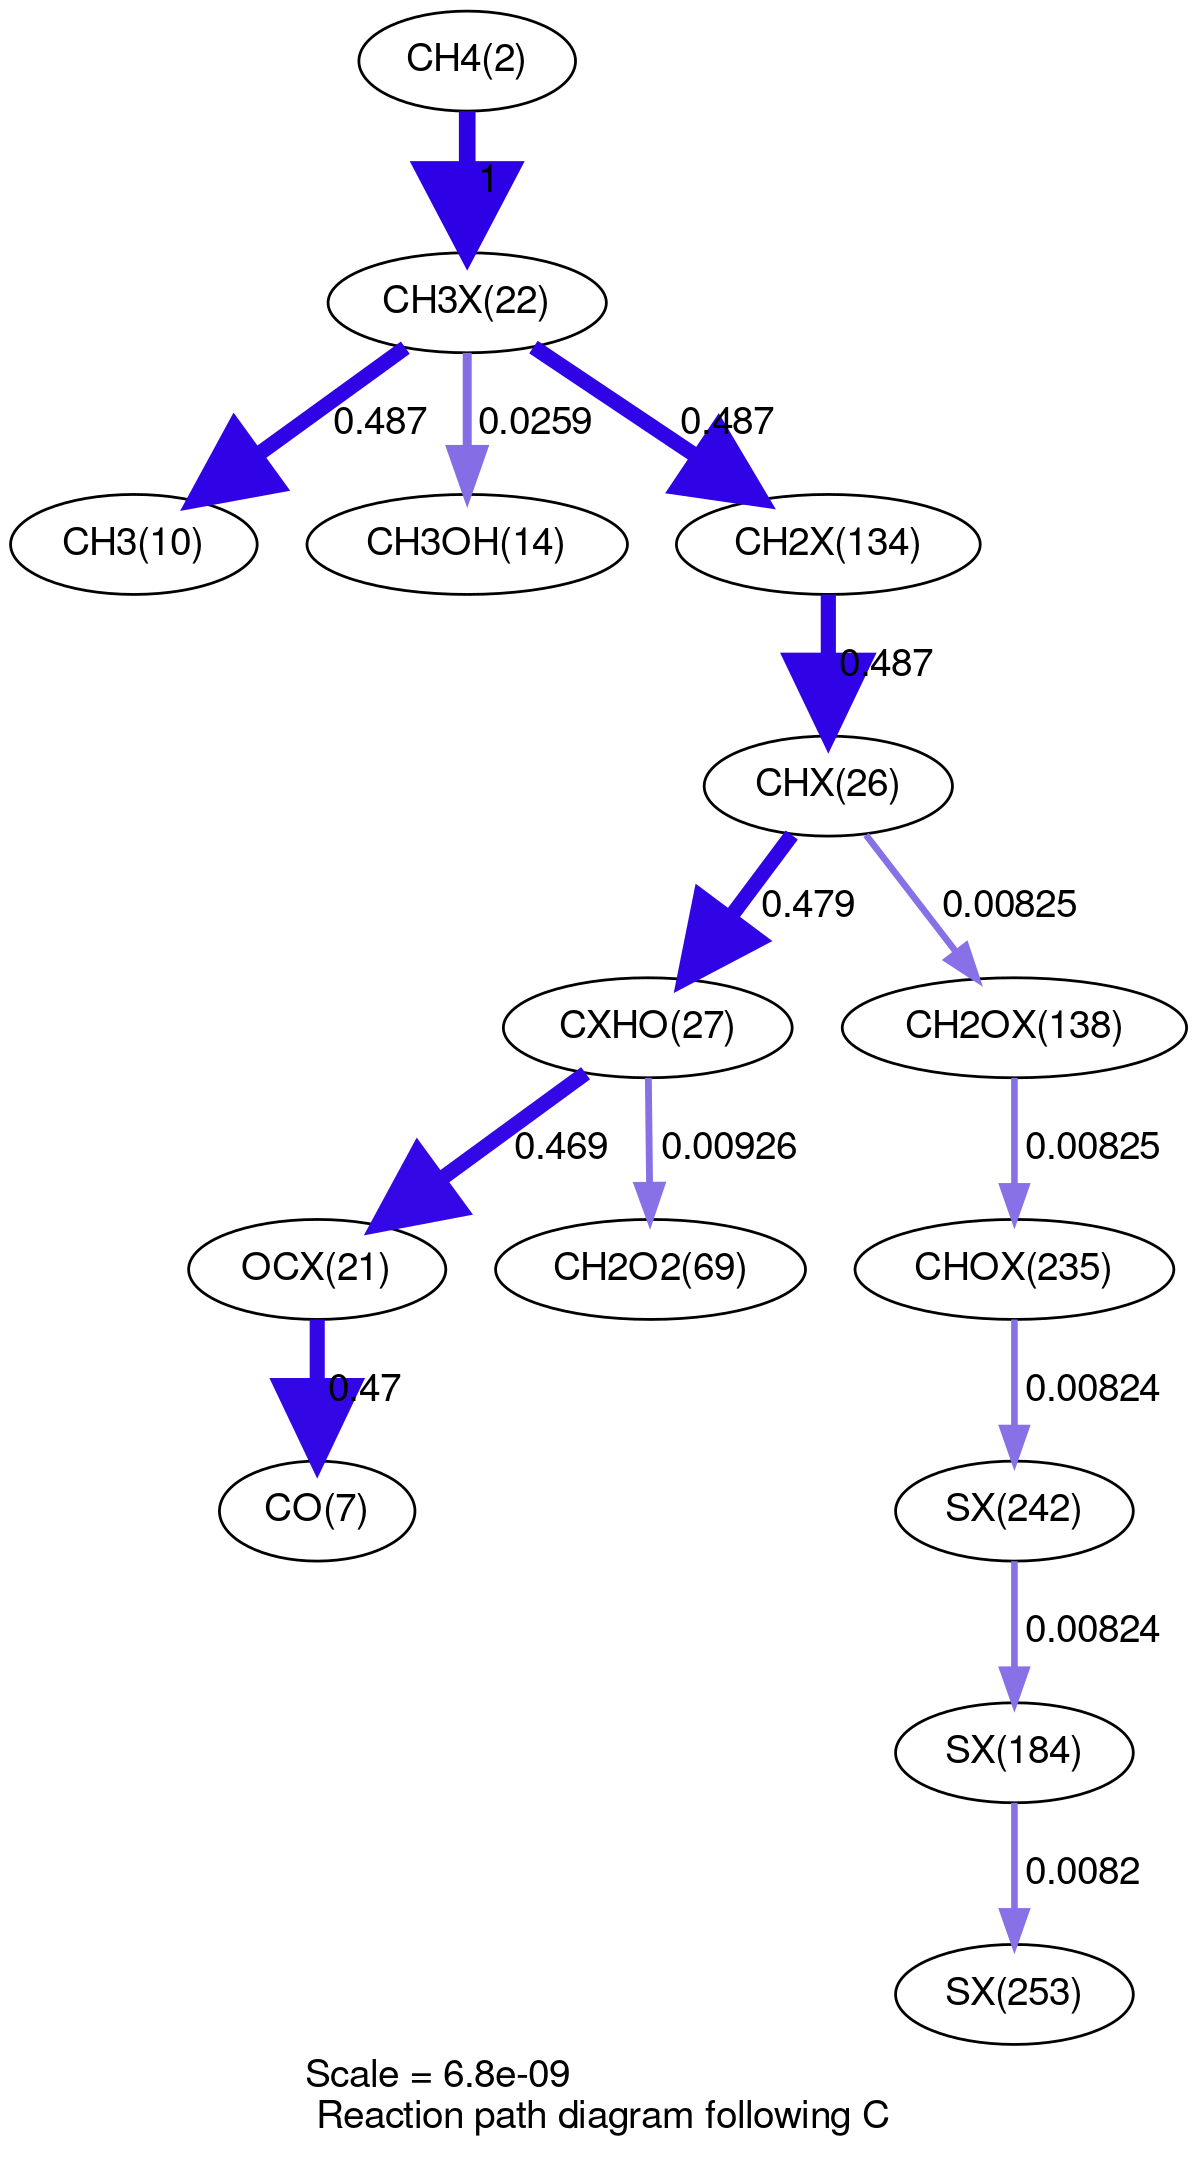 CH4(2)
1
CH3X(22)
0.487
0.0259
0.487
CH3(10)
CH3OH(14)
CH2X(134)
0.487
CHX(26)
0.479
0.00825
CXHO(27)
CH2OX(138)
0.469
0.00926
0.00825
OCX(21)
CH2O2(69)
CHOX(235)
0.47
0.00824
CO(7)
SX(242)
0.00824
SX(184)
0.0082
SX(253)
Scale = 6.8e-09
Reaction path diagram following C